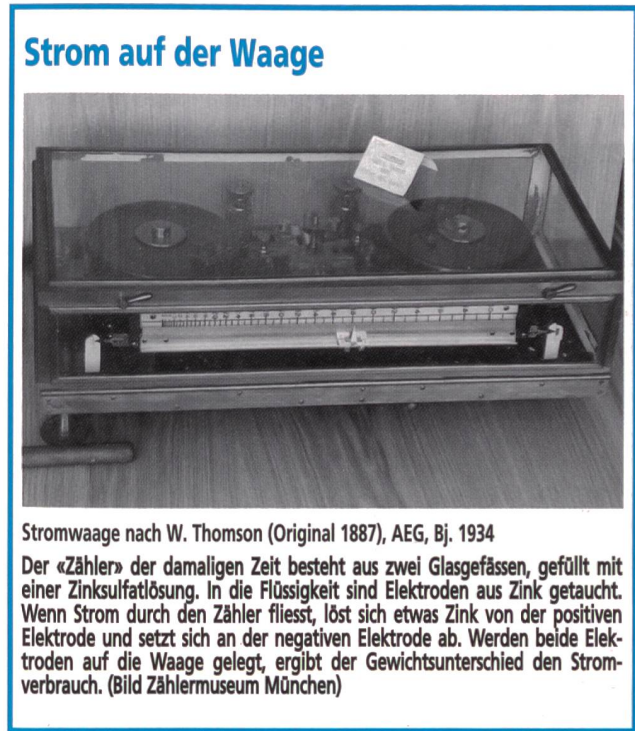 Strom auf der Waage
Stromwaage nach W. Thomson (Original 1887), AEG, Bj. 1934
Der «Zähler» der damaligen Zeit besteht aus zwei Glasgefässen, gefüllt mit
einer Zinksulfatlösung. In die Flüssigkeit sind Elektroden aus Zink getaucht.
Wenn Strom durch den Zähler fliesst, löst sich etwas Zink von der positiven
Elektrode und setzt sich an der negativen Elektrode ab. Werden beide Elek-
troden auf die Waage gelegt, ergibt der Gewichtsunterschied den Strom-
verbrauch. (Bild Zählermuseum München)